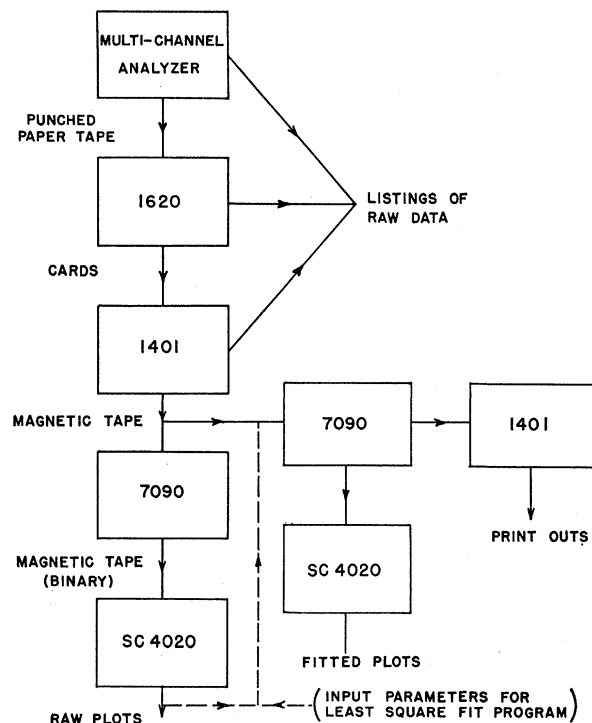 MULTI-CHANNEL
ANALYZER
PUNCHED
PAPER TAPE
1620
LISTINGS OF
RAW DATA
CARDS
1401
MAGNETIC TAPE
7090
1401
7090
PRINT OUTS
MAGNETIC TAPE
(BINARY)
SC 4020
SC 4020
FITTED PLOTS
(INPUT PARAMETERS FOR
LEAST SQUARE FIT PROGRAM)
RAW PLOTS